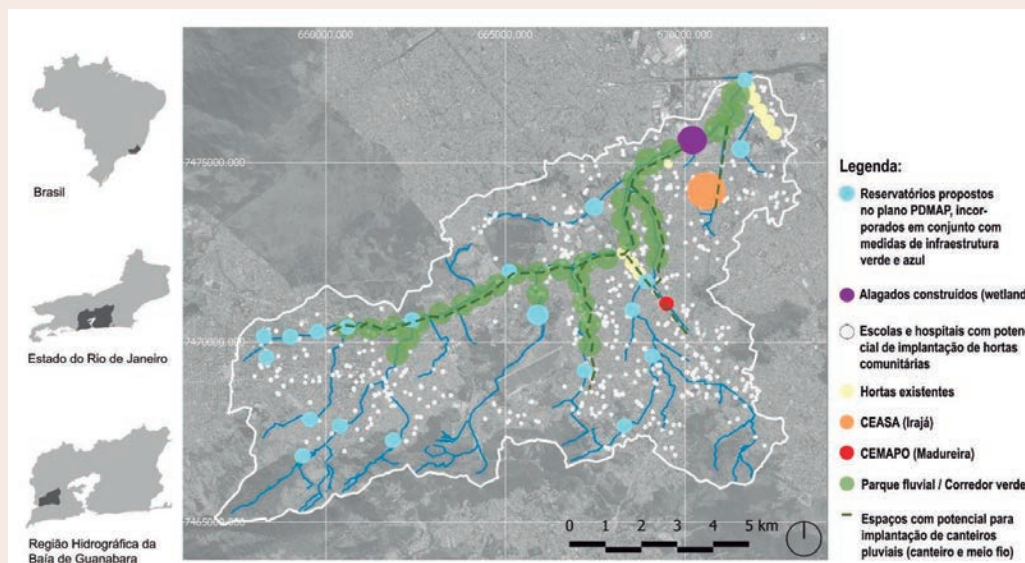 Brasil
Estado do Rio de Janeiro
Região Hidrográfica da
Baía de Guanabara
660000.000
665000.000
670000.000
7475000.000
7470000.000
7465000.000
0 1 2 3 4 5 km
Legenda:
Reservatórios propostos
no plano PDMAP, incor-
porados em conjunto com
medidas de infraestrutura
verde e azul
Alagados construídos (wetland
Escolas e hospitais com poten
cial de implantação de hortas
comunitárias
Hortas existentes
CEASA (Irajá)
CEMAPO (Madureira)
Parque fluvial / Corredor verde
Espaços com potencial para
implantação de canteiros
pluviais (canteiro e meio fio)